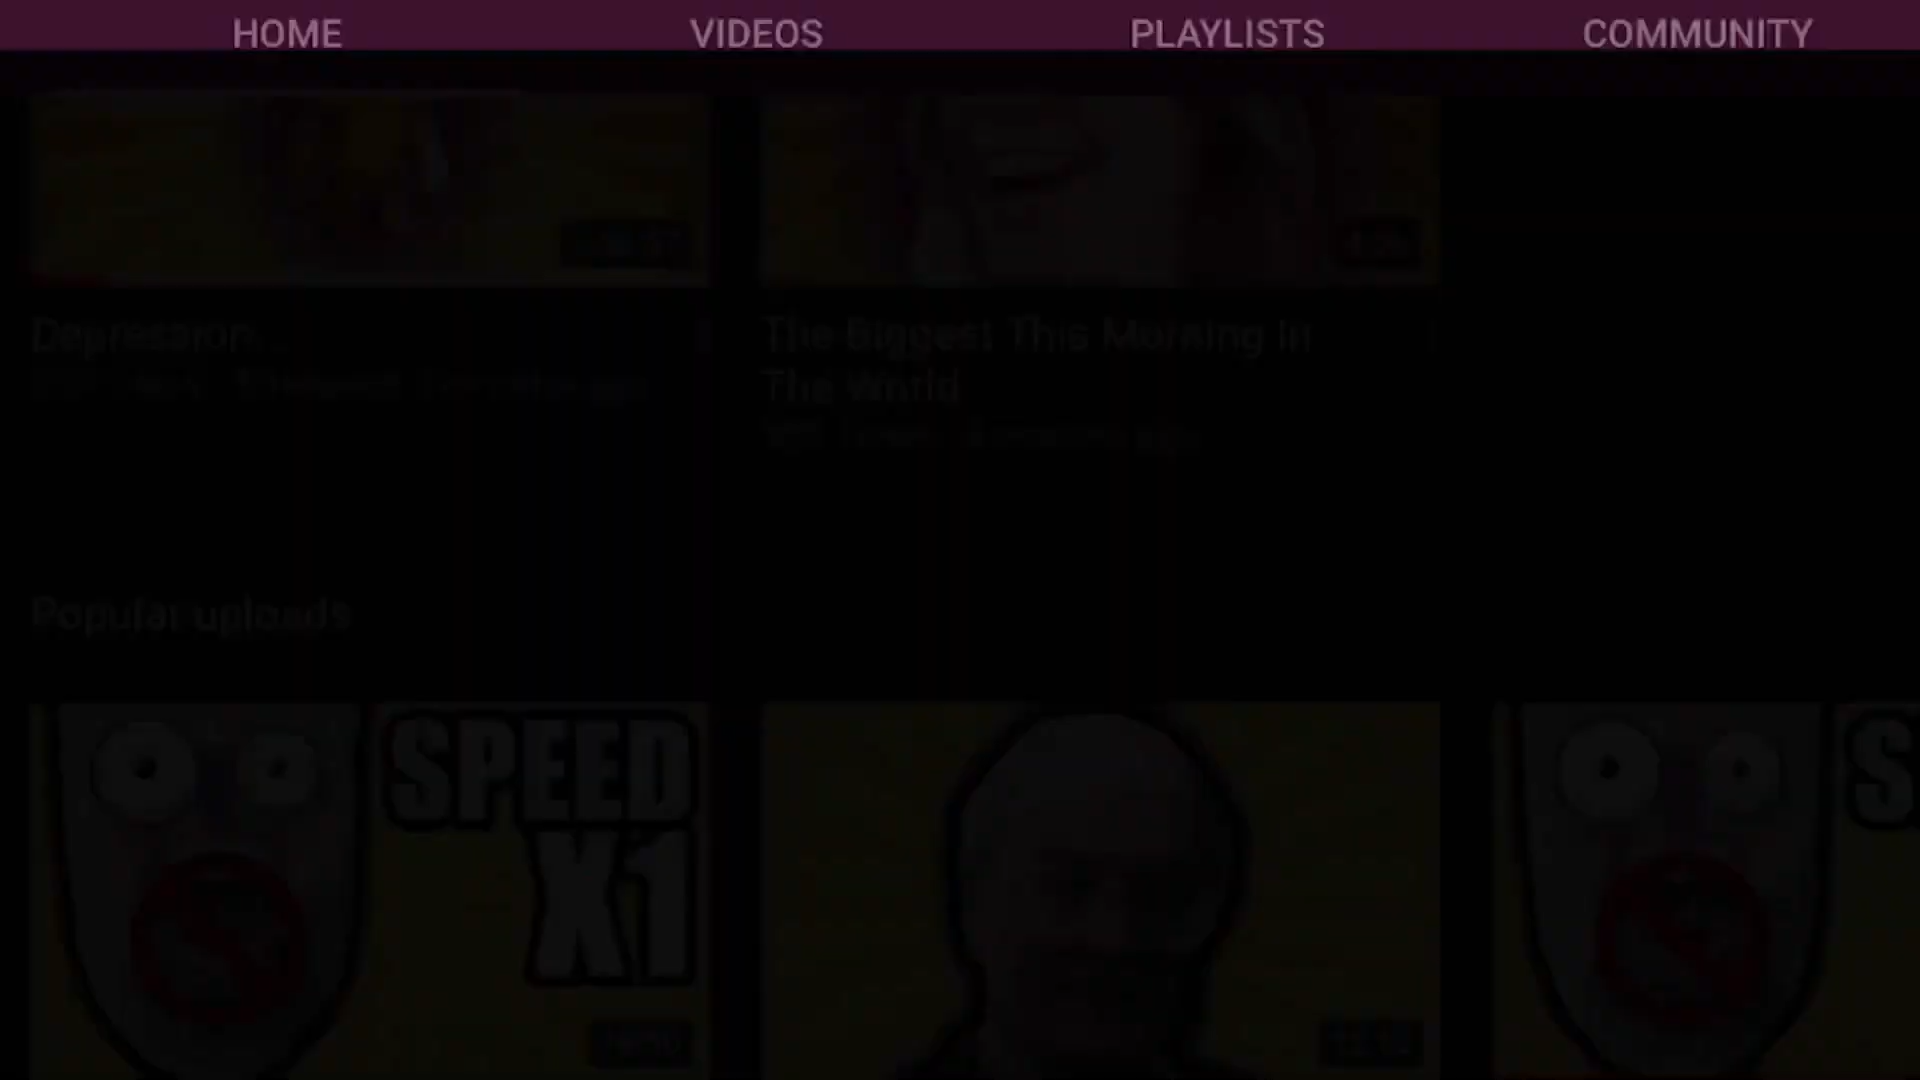 HOME VIDEOS PLAYLISTS COMMUNITY
Depression...
The Biggest This Morning In
The World
Popular uploads
SPEED
X1
S